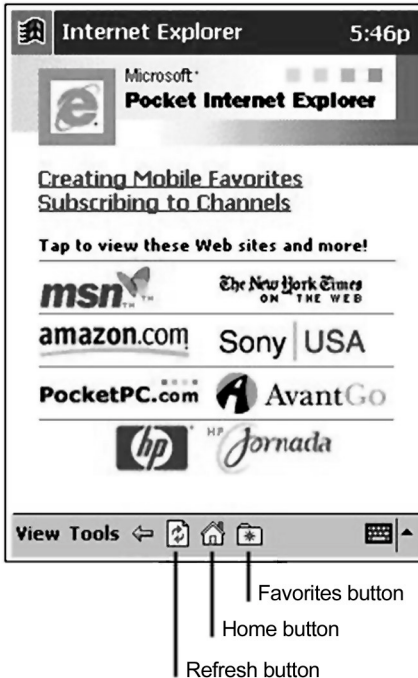 Internet Explorer 5:46p
Microsoft
Pocket Internet Explorer
Creating Mobile Favorites
Subscribing to Channels
Tap to view these Web sites and more!
msn The New York Times
ON THE WEB
amazon.com Sony USA
PocketPC.com AvantGo
hp HP Jornada
View Tools
Favorites button
Home button
Refresh button